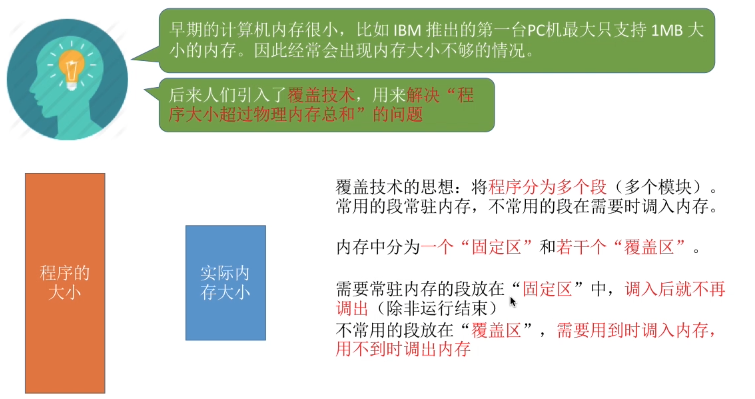 早期的计算机内存很小，比如 IBM 推出的第一台PC机最大只支持 1MB 大
小的内存。因此经常会出现内存大小不够的情况。
后来人们引入了覆盖技术，用来解决“程
序大小超过物理内存总和”的问题
程序的
大小
实际内
存大小
覆盖技术的思想：将程序分为多个段（多个模块）。
常用的段常驻内存，不常用的段在需要时调入内存。
内存中分为一个“固定区”和若干个“覆盖区”。
需要常驻内存的段放在“固定区”中，调入后就不再
调出（除非运行结束）
不常用的段放在“覆盖区”，需要用到时调入内存，
用不到时调出内存